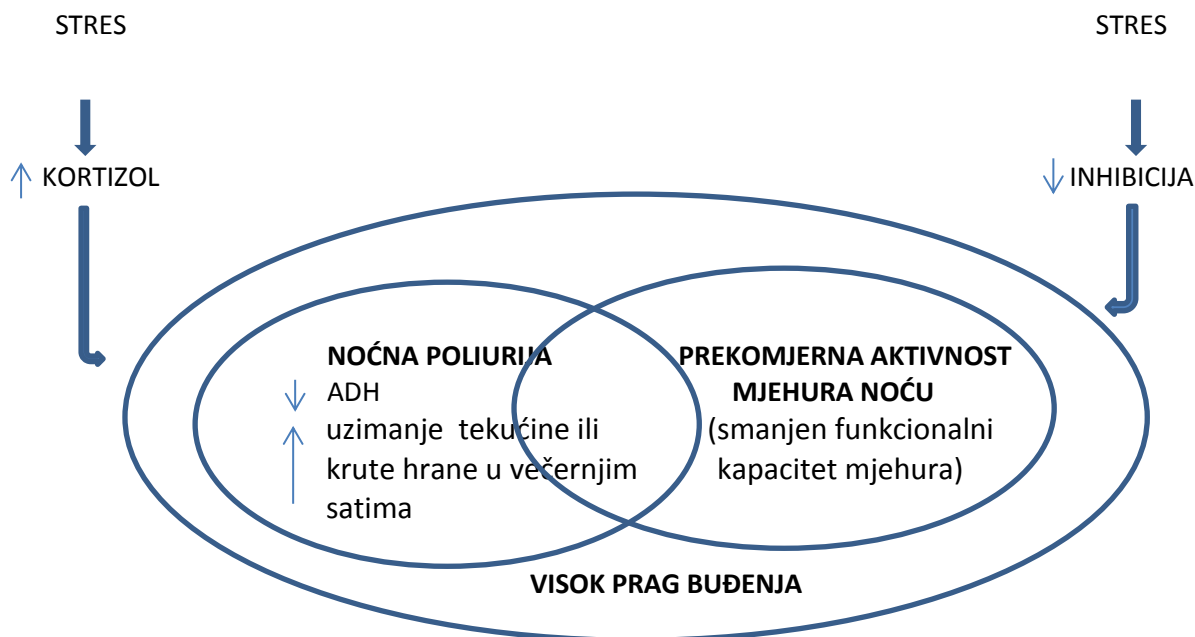 STRES
STRES
KORTIZOL
INHIBICIJA
NOĆNA POLIURIJA
ADH
uzimanje tekućine ili
krute hrane u večernjim
satima
PREKOMJERNA AKTIVNOST
MJEHURA NOĆU
(smanjen funkcionalni
kapacitet mjehura)
VISOK PRAG BUĐENJA